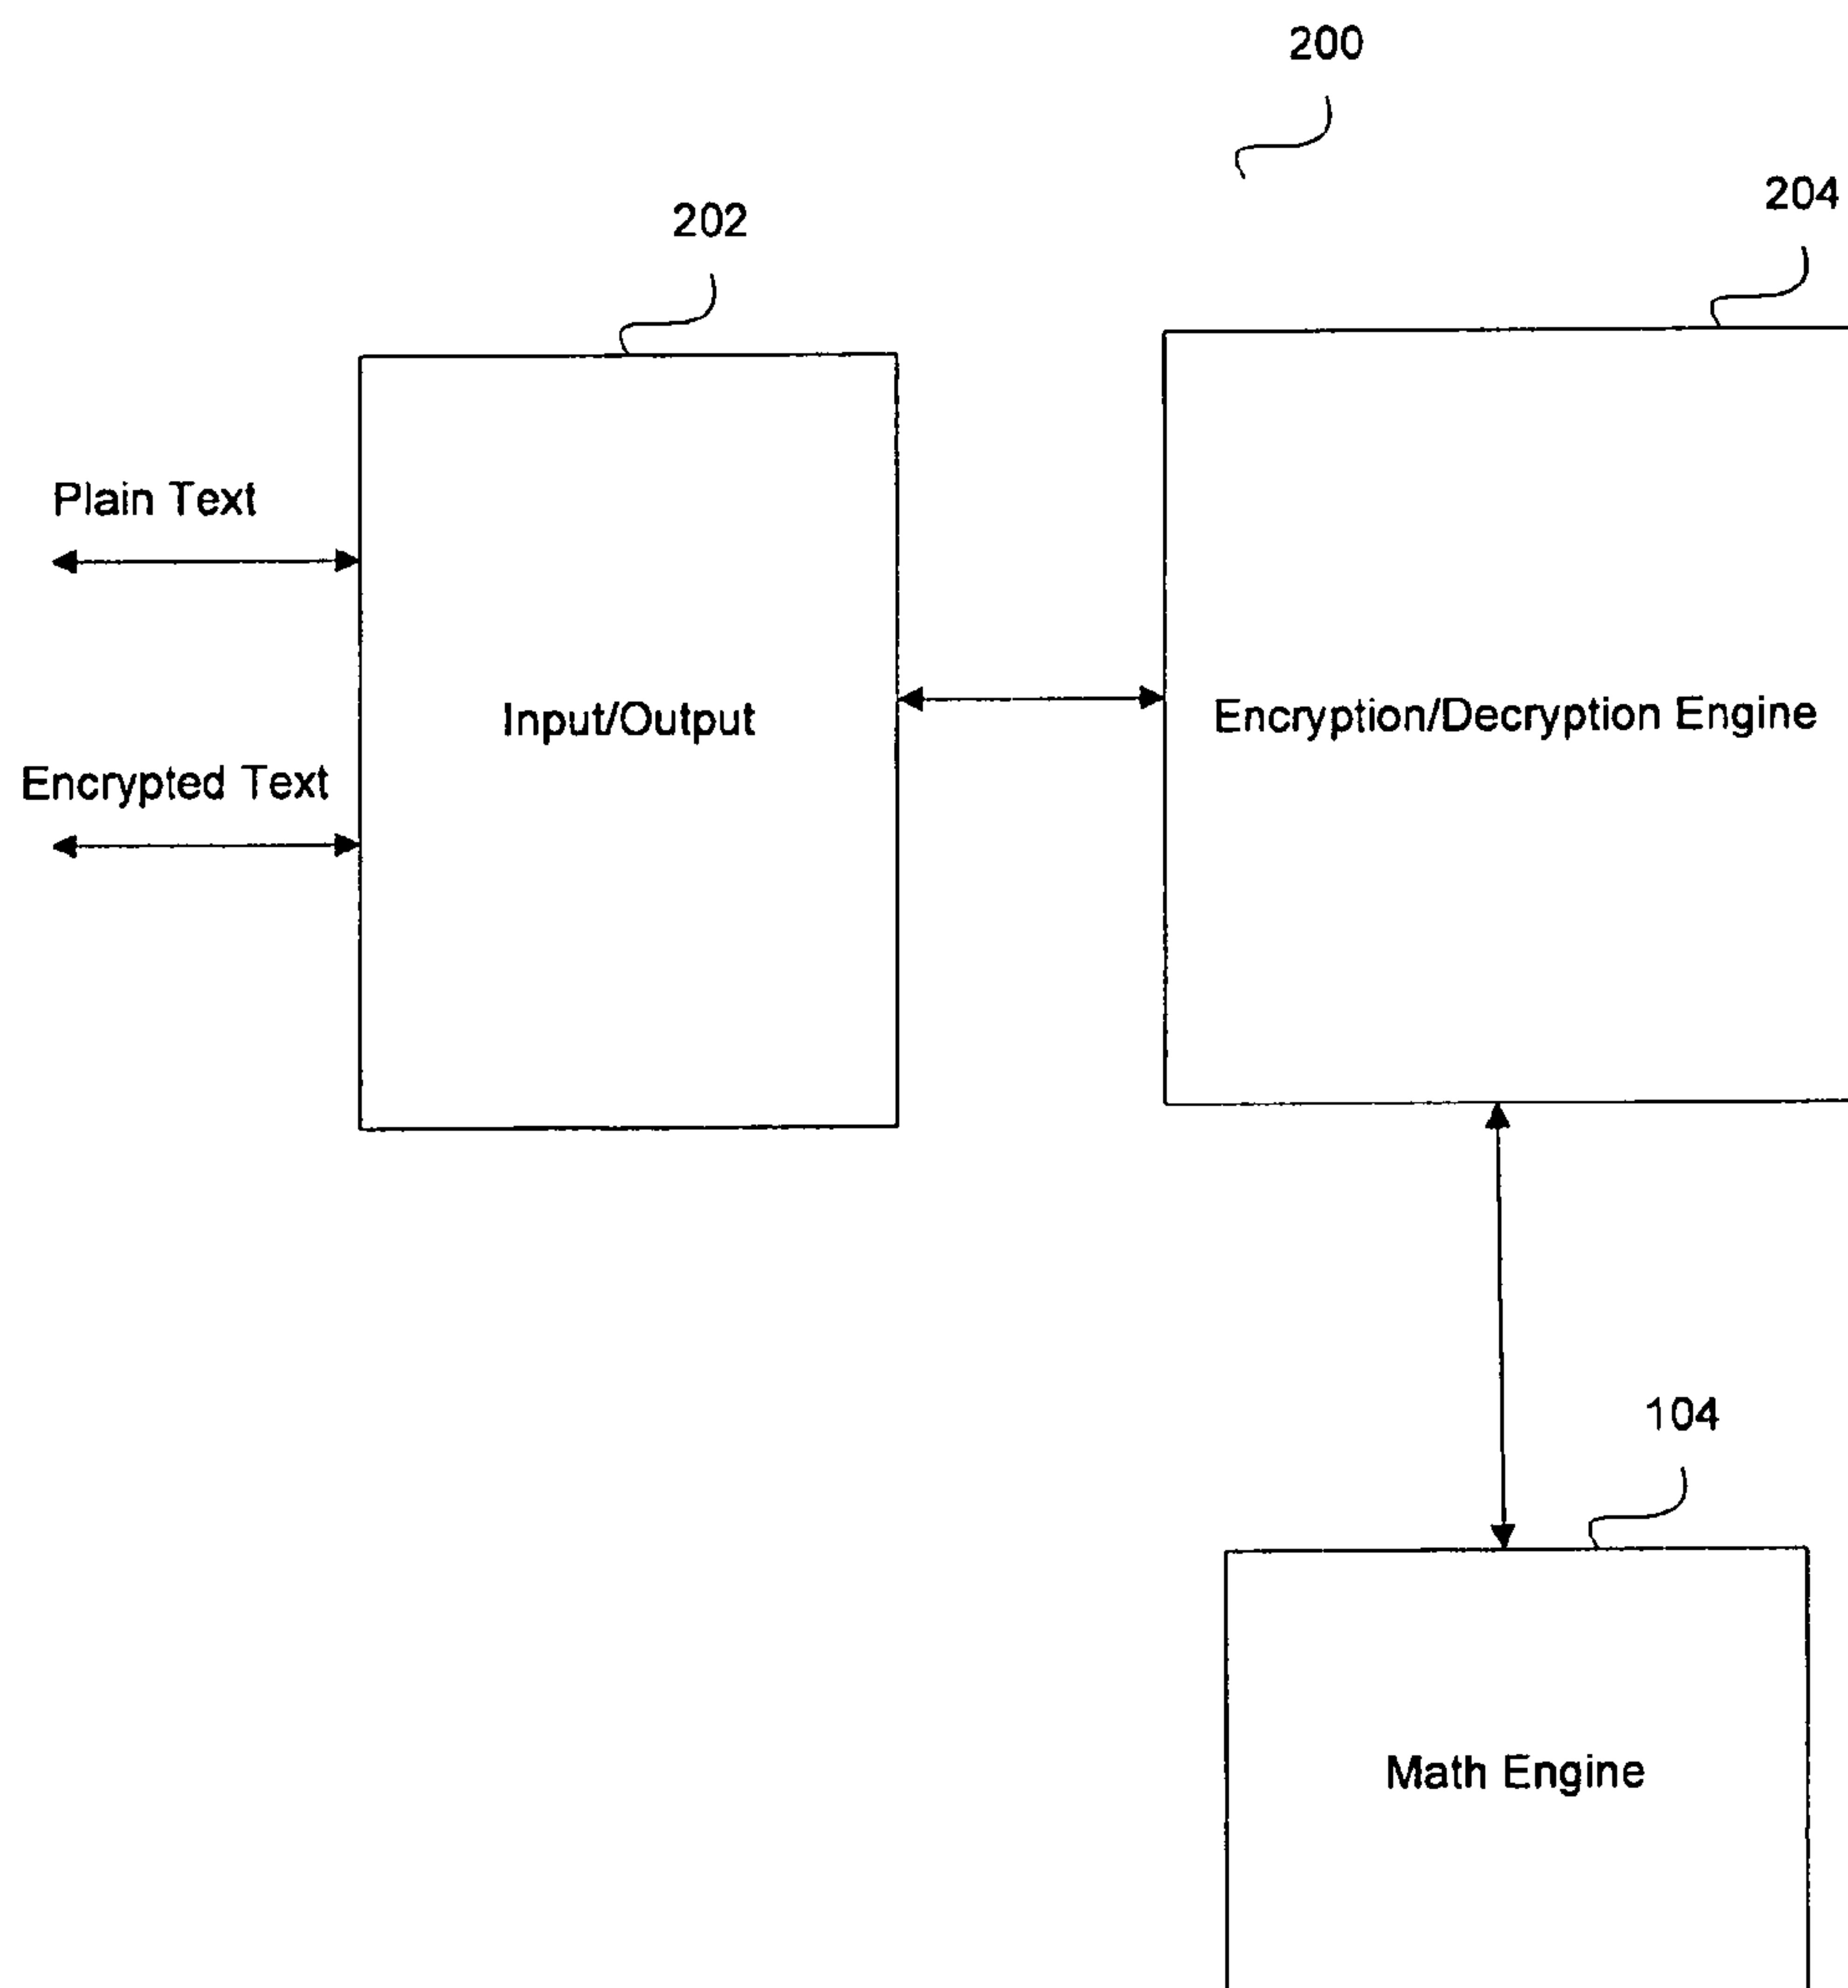 200
204
202
Plain Text
Input/Output
Encryption/Decryption Engine
Encrypted Text
104
Math Engine